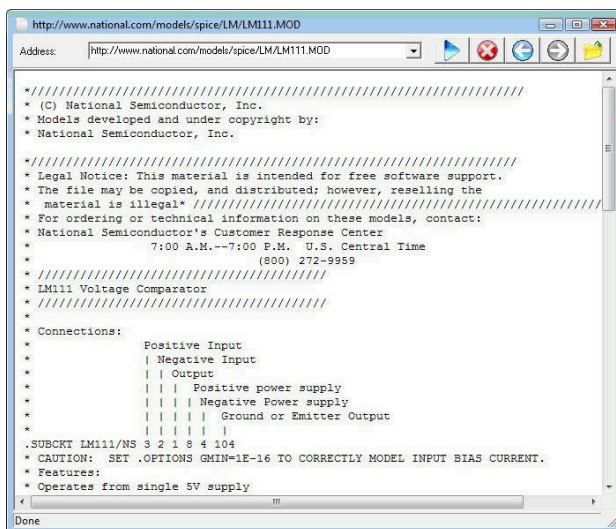 http://www.national.com/models/spice/LM/LM111.MOD
Address: http://www.national.com/models/spice/LM/LM111.MOD
*//////////////////////////////////////////////////////////////////////////
* (C) National Semiconductor, Inc.
* Models developed and under copyright by:
* National Semiconductor, Inc.
*/////////////////////////////////////////////////////////////////////////
* Legal Notice: This material is intended for free software support.
* The file may be copied, and distributed; however, reselling the
* material is illegal* /////////////////////////////////////////////////////////////
* For ordering or technical information on these models, contact:
* National Semiconductor's Customer Response Center
* 7:00 A.M.--7:00 P.M. U.S. Central Time
* (800) 272-9959
* ///////////////////////////////////////////
* LM111 Voltage Comparator
* ///////////////////////////////////////////
*
* Connections:
* Positive Input
* | Negative Input
* | | Output
* | | | Positive power supply
* | | | | Negative Power supply
* | | | | | Ground or Emitter Output
* | | | | | |
.SUBCKT LM111/NS 3 2 1 8 4 104
* CAUTION: SET .OPTIONS GMIN=1E-16 TO CORRECTLY MODEL INPUT BIAS CURRENT.
* Features:
* Operates from single 5V supply
Done